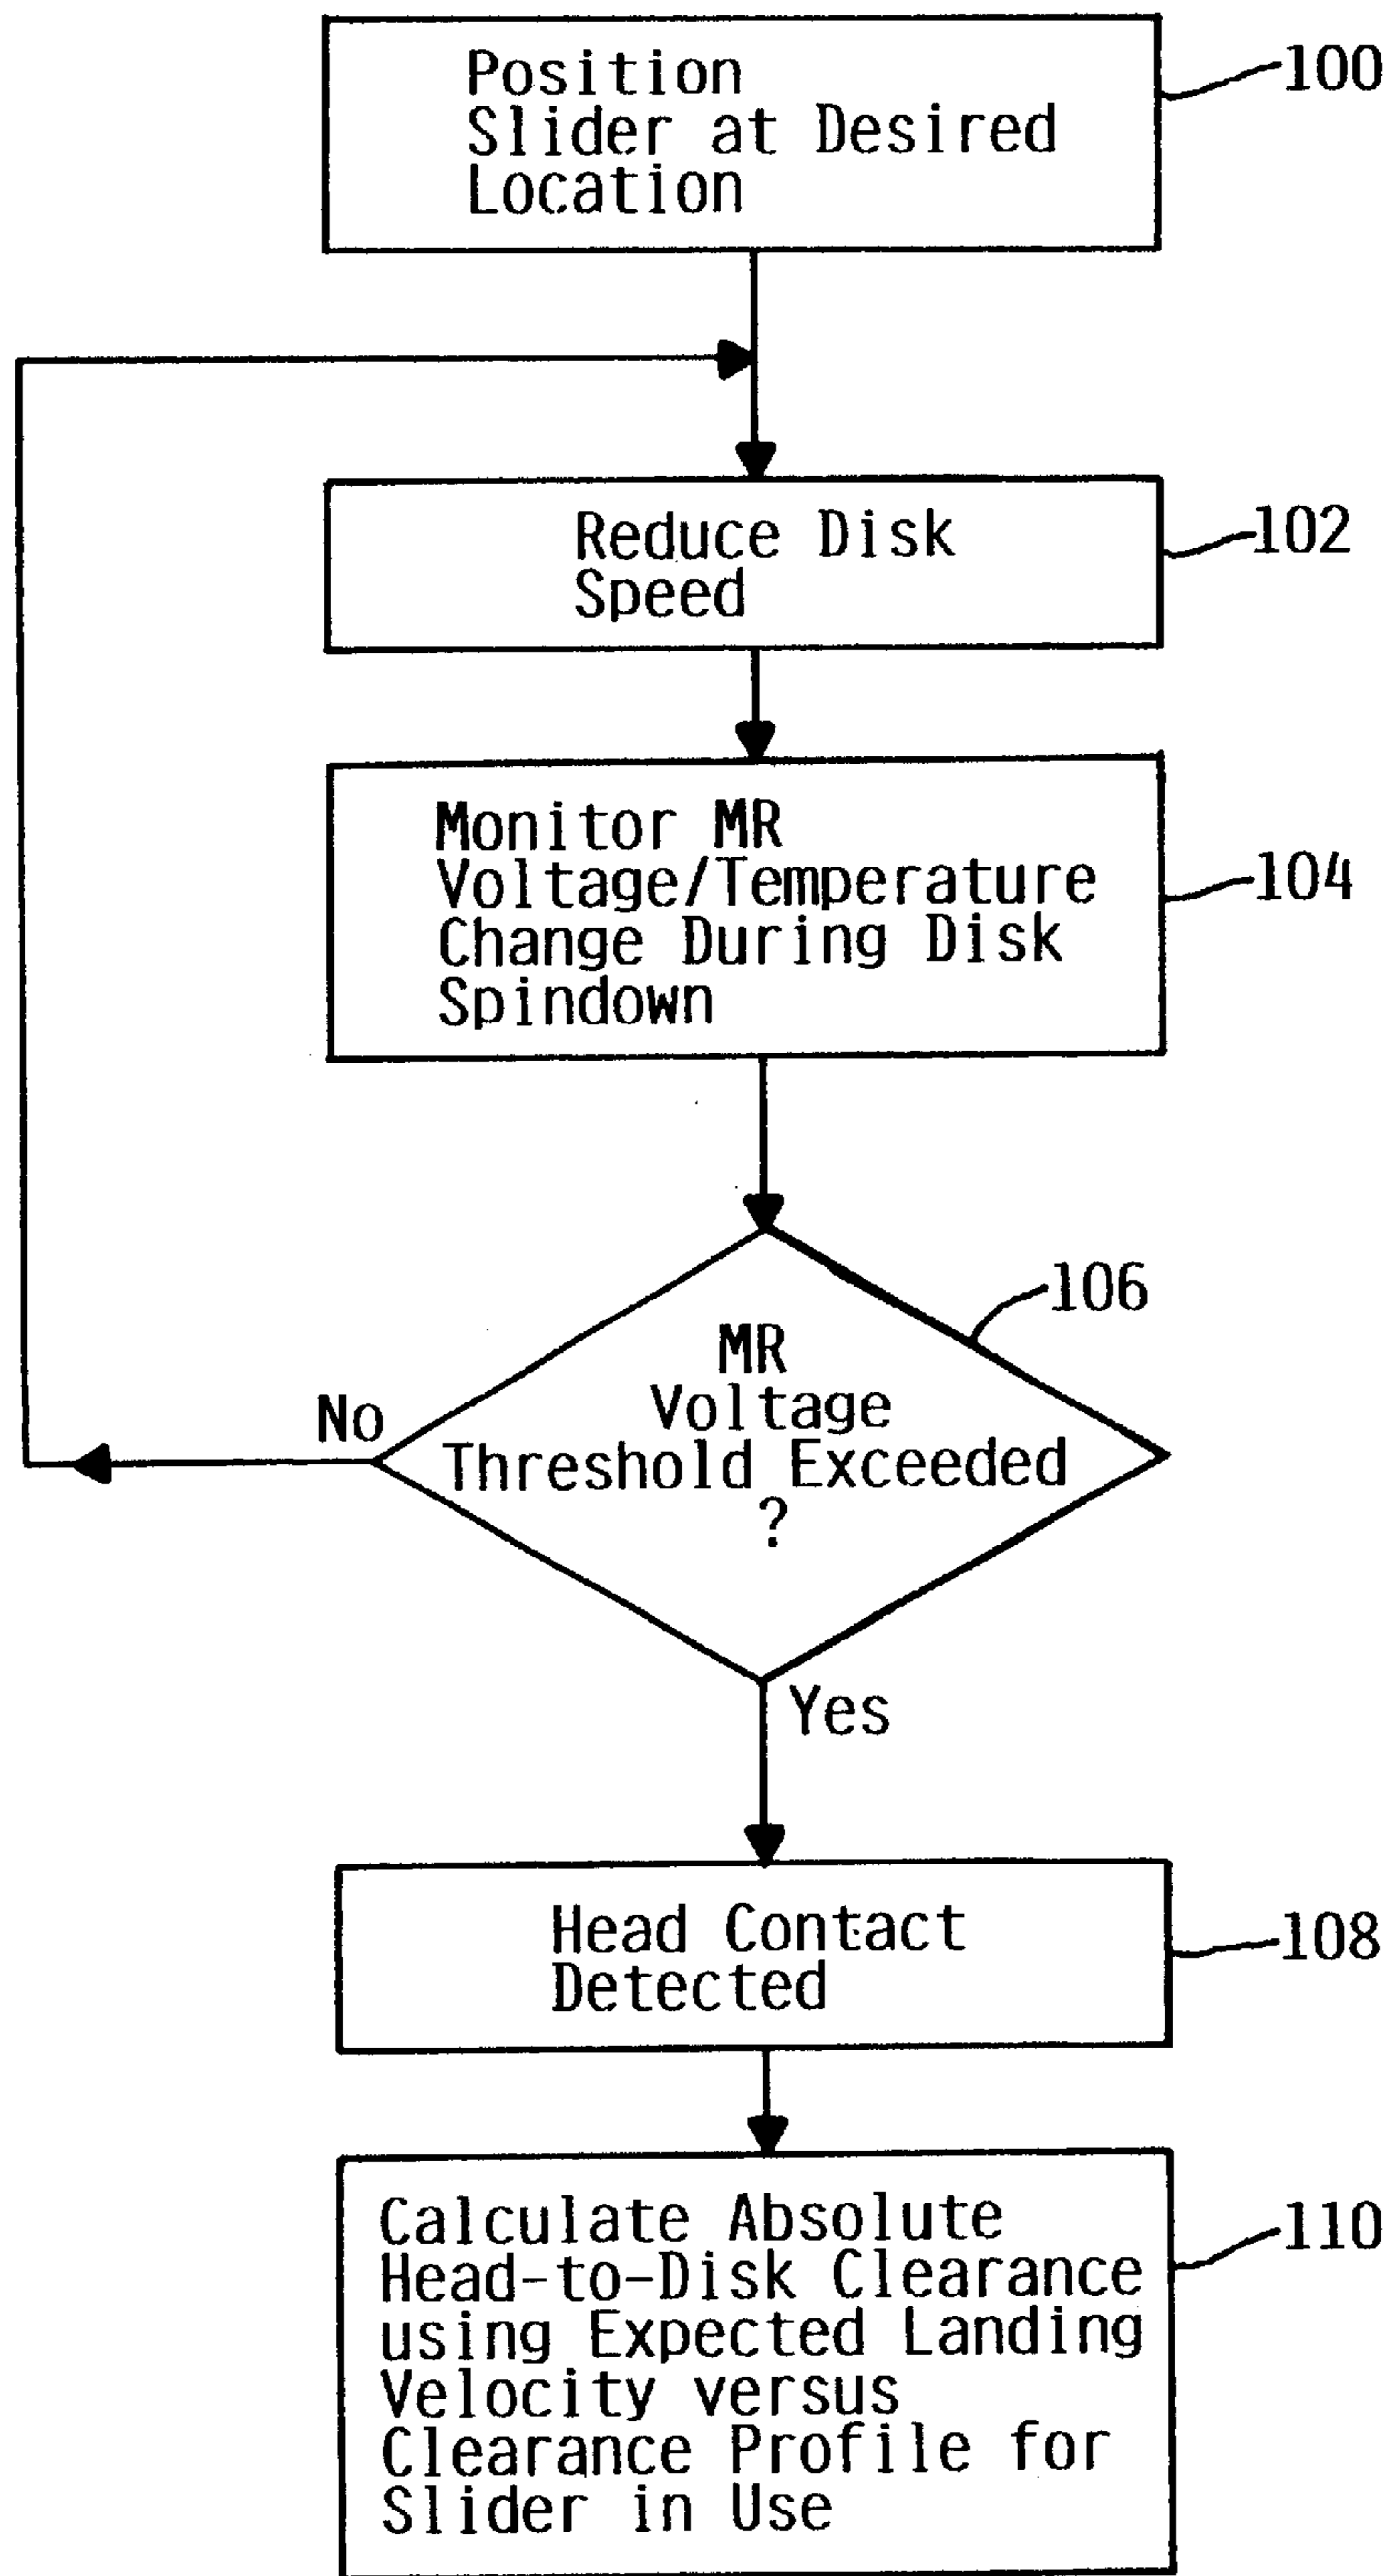 Position
Slider at Desired
Location
100
Reduce Disk
Speed
102
Monitor MR
Voltage/Temperature
Change During Disk
Spindown
104
106
MR
Voltage
Threshold Exceeded
?
No
Yes
Head Contact
Detected
108
Calculate Absolute
Head-to-Disk Clearance
using Expected Landing
Velocity versus
Clearance Profile for
Slider in Use
110